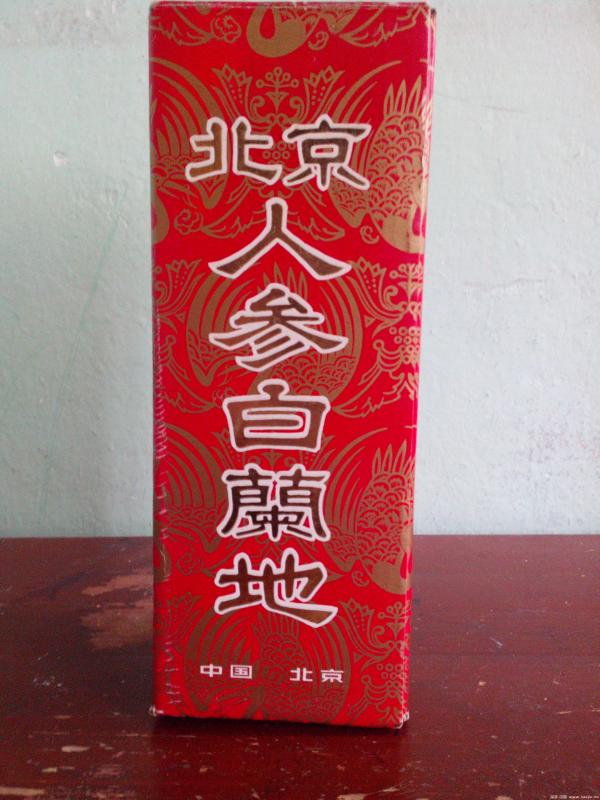 北京
人参白蘭地
中国 北京